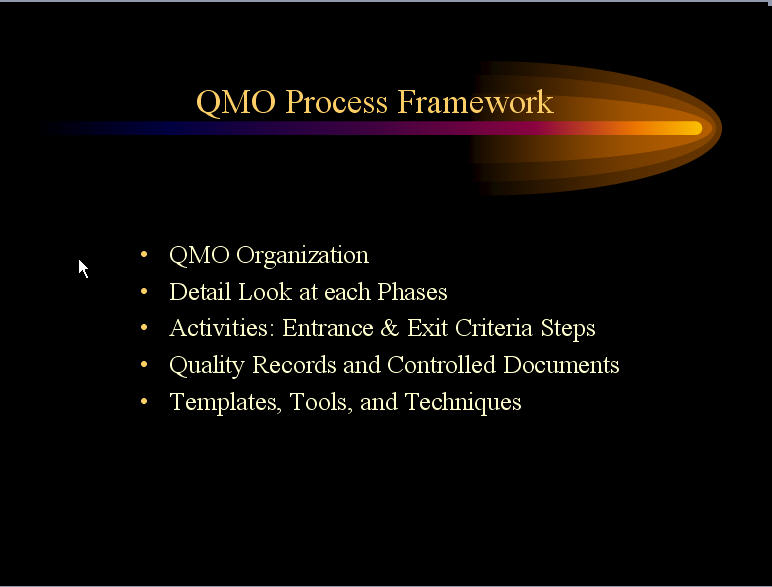 QMO Process Framework
• QMO Organization
• Detail Look at each Phases
• Activities: Entrance & Exit Criteria Steps
• Quality Records and Controlled Documents
• Templates, Tools, and Techniques